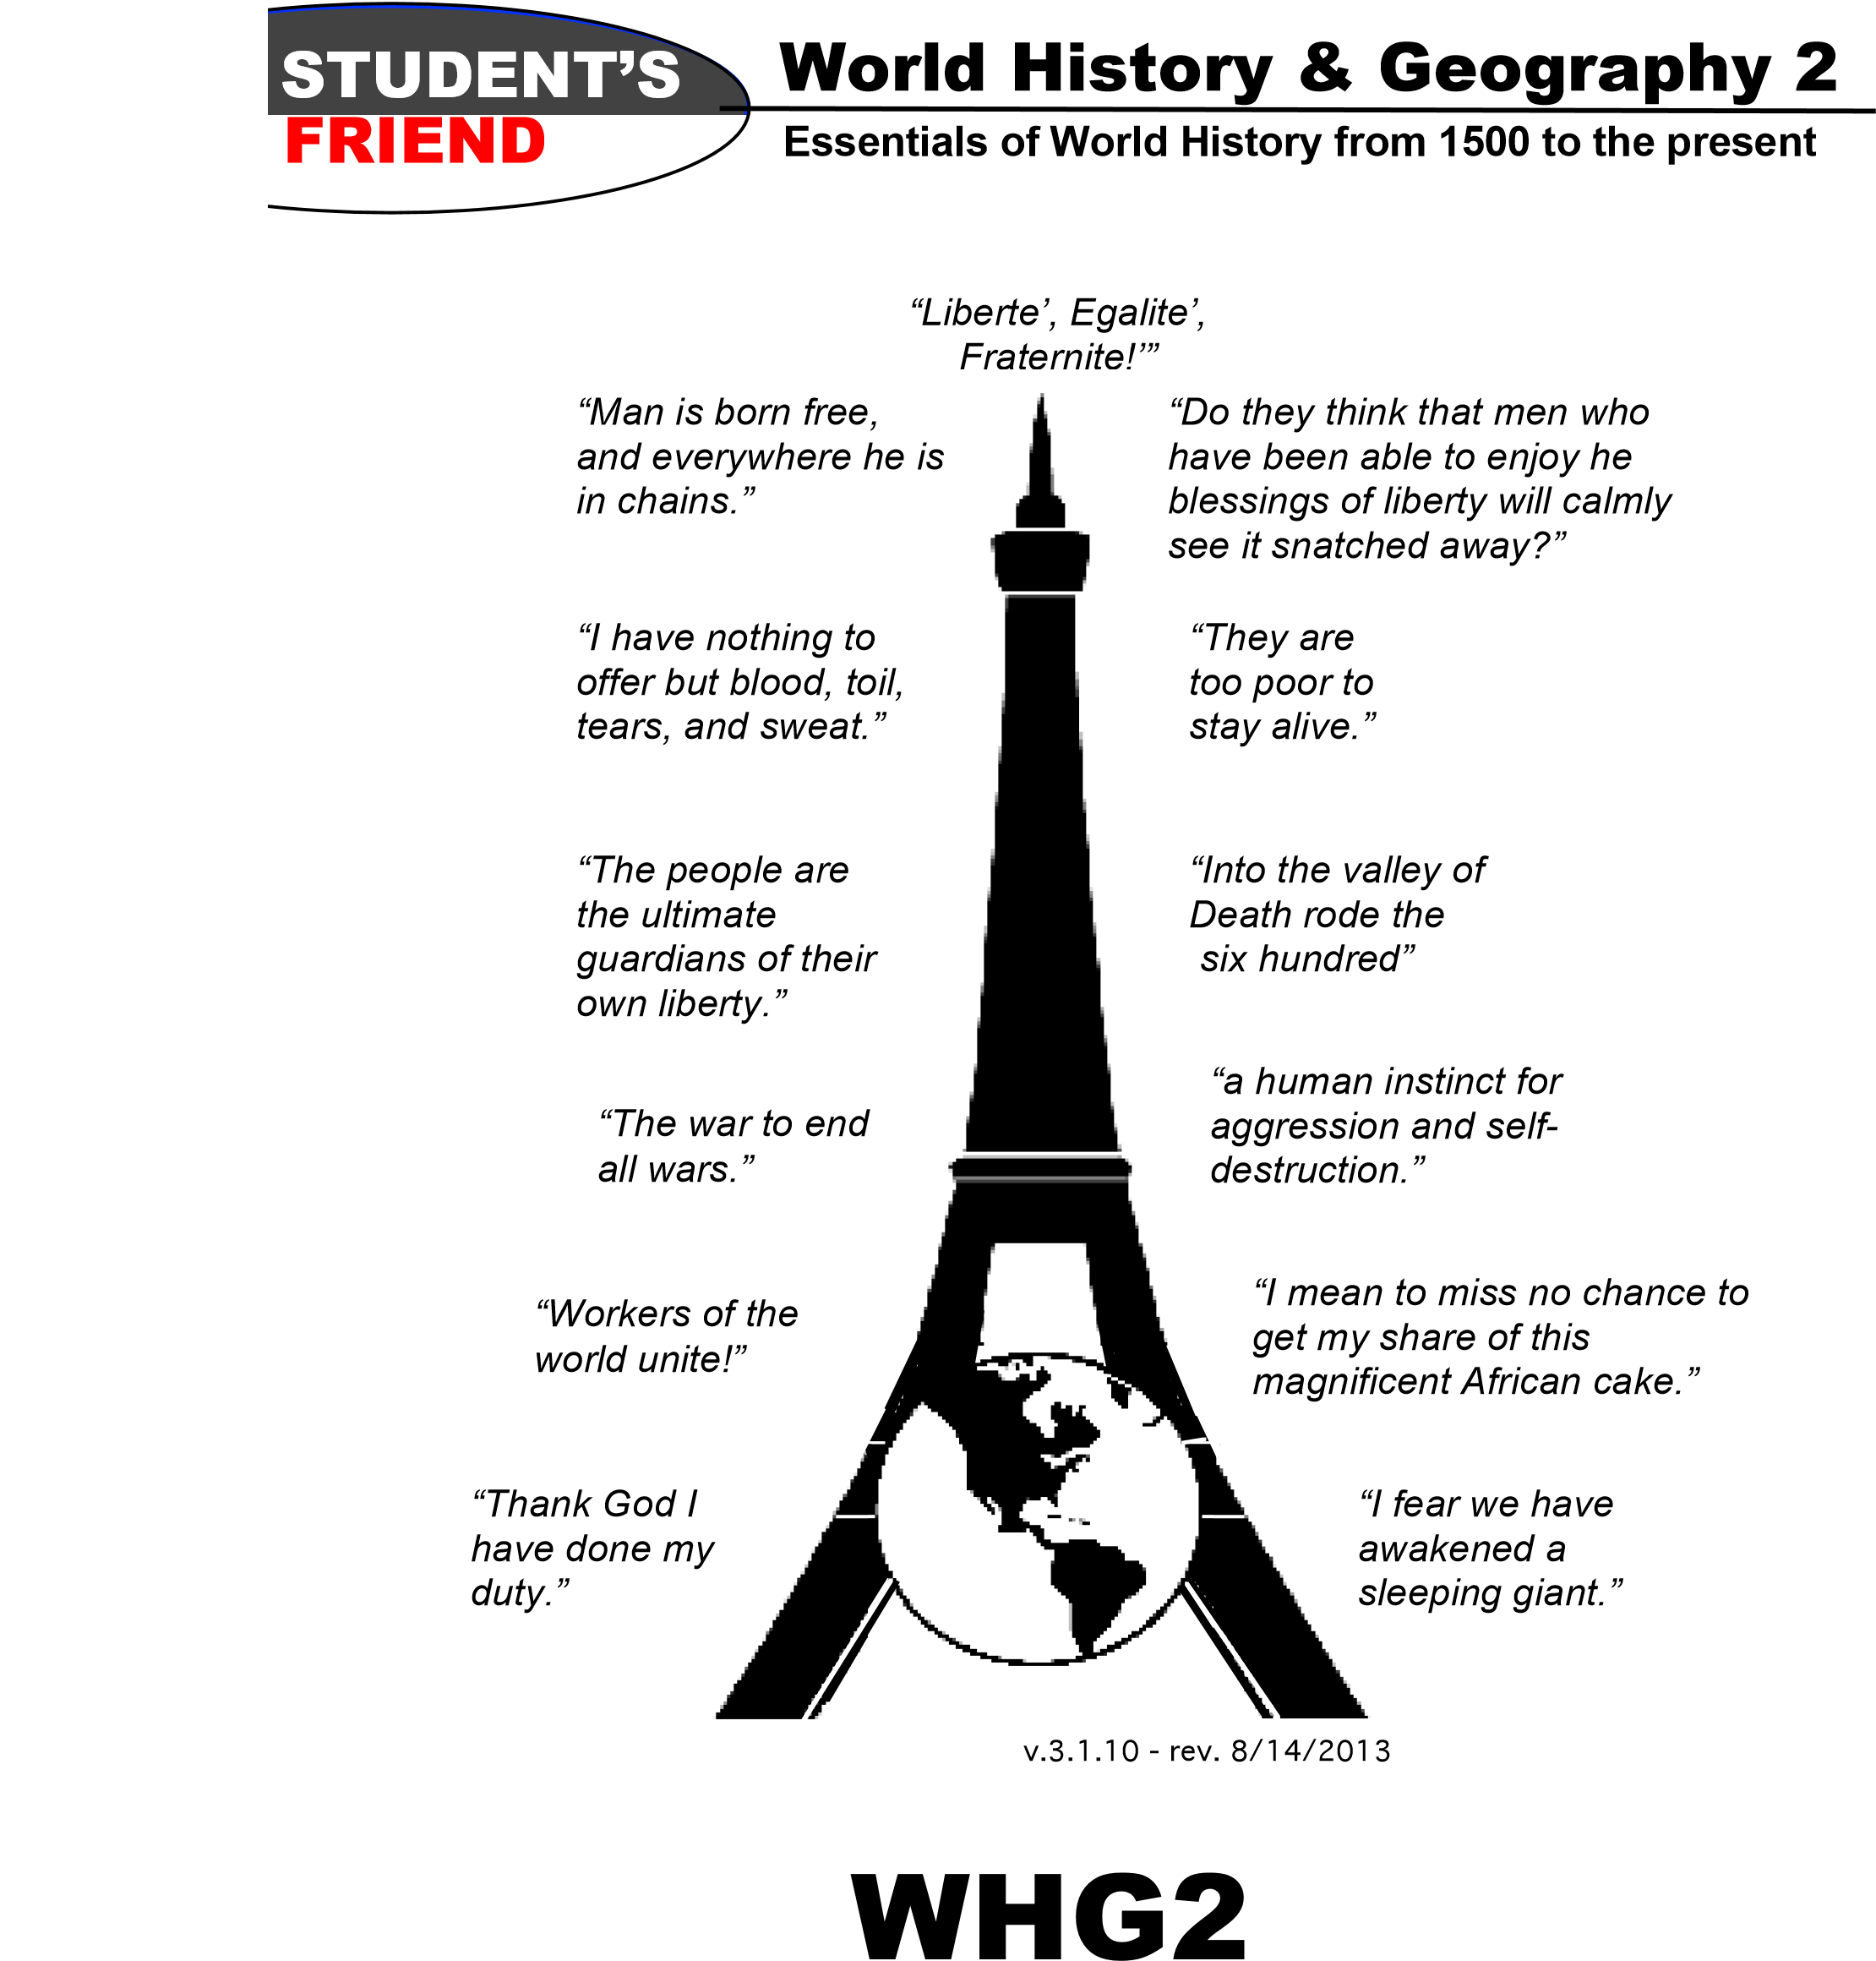 STUDENT’S
FRIEND
World History & Geography 2
Essentials of World History from 1500 to the present
“Liberte’, Egalite’,
Fraternite!’”
“Man is born free,
and everywhere he is
in chains.”
“Do they think that men who
have been able to enjoy he
blessings of liberty will calmly
see it snatched away?”
“I have nothing to
offer but blood, toil,
tears, and sweat.”
“They are
too poor to
stay alive.”
“The people are
the ultimate
guardians of their
own liberty.”
“Into the valley of
Death rode the
six hundred”
“The war to end
all wars.”
“a human instinct for
aggression and self-
destruction.”
“Workers of the
world unite!”
“I mean to miss no chance to
get my share of this
magnificent African cake.”
“Thank God I
have done my
duty.”
“I fear we have
awakened a
sleeping giant.”
v.3.1.10 - rev. 8/14/2013
WHG2